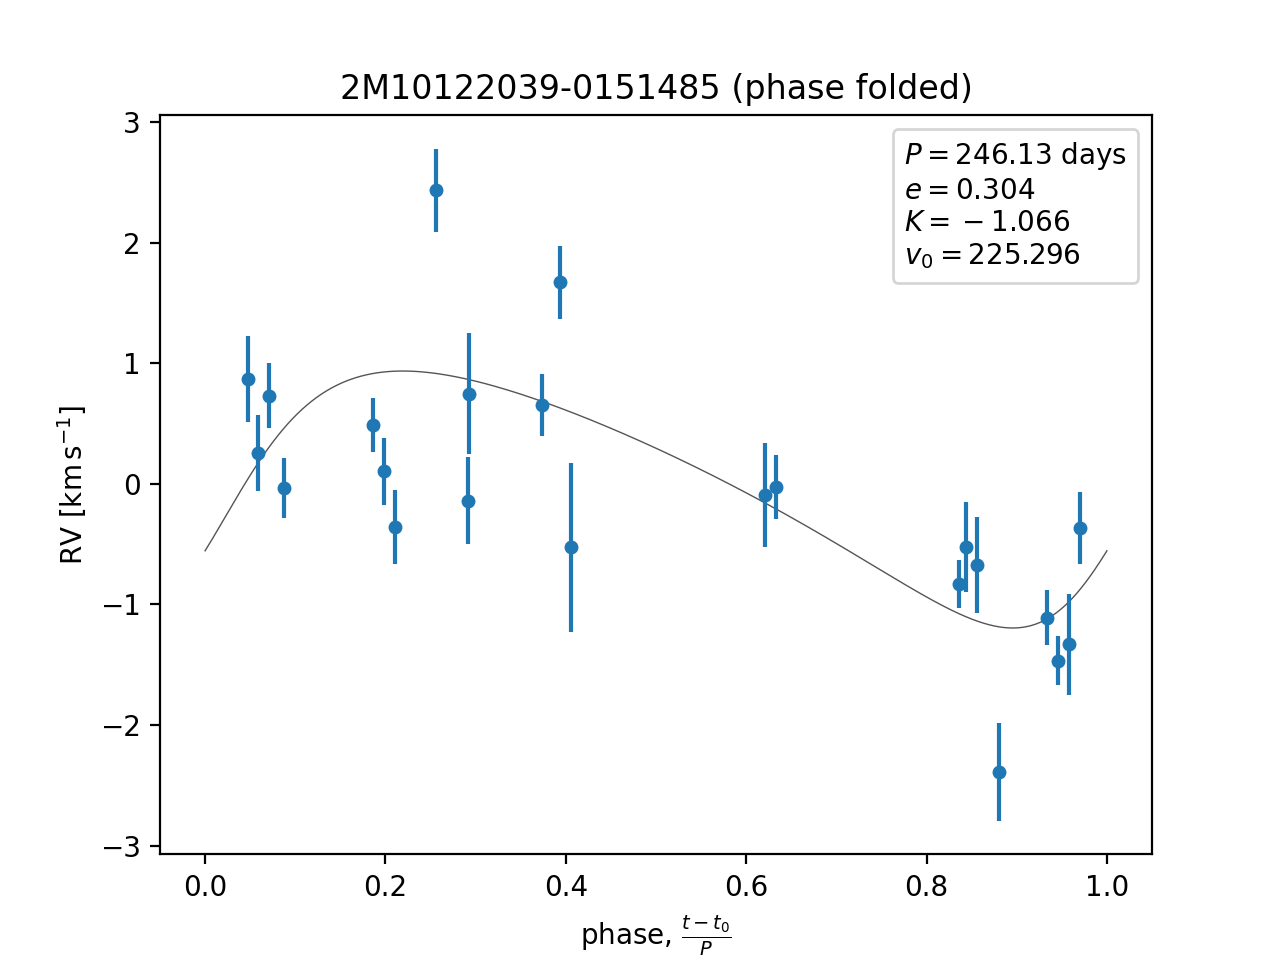 2M10122039-0151485 (phase folded)
P = 246.13 days
e = 0.304
K = −1.066
v₀ = 225.296
RV [km s⁻¹]
3
2
1
0
−1
−2
−3
0.0 0.2 0.4 0.6 0.8 1.0
phase, (t − t₀)/P